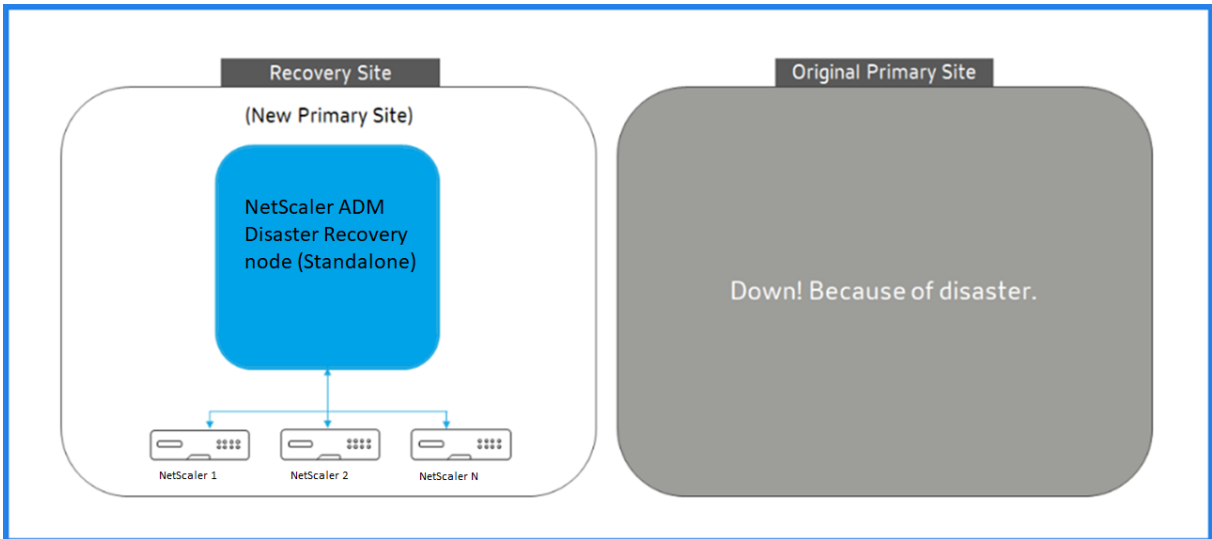 Recovery Site
(New Primary Site)
NetScaler ADM
Disaster Recovery
node (Standalone)
NetScaler 1
NetScaler 2
NetScaler N
Original Primary Site
Down! Because of disaster.